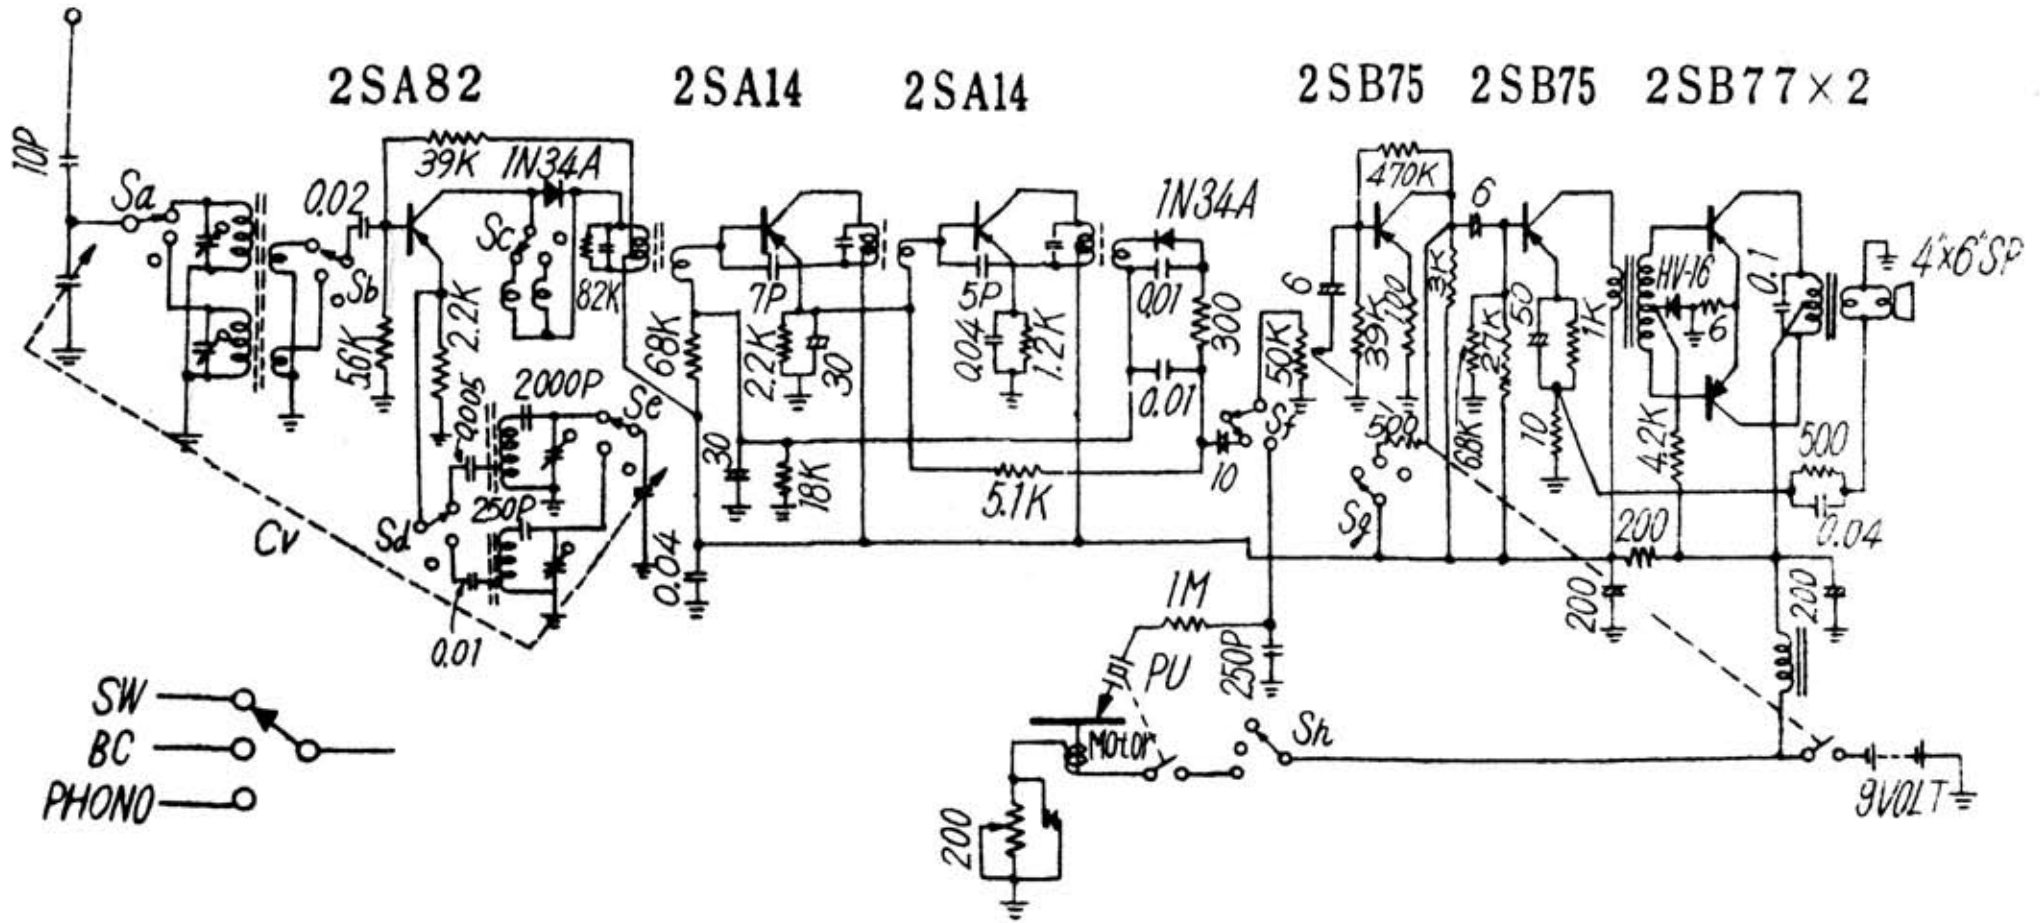 2SA82
2SA14
2SA14
2SB75
2SB75
2SB77×2
10P
Sa
0.02
39K
1N34A
Sc
Sb
5.6K
2.2K
82K
68K
7P
2.2K
30
5P
0.04
1.2K
1N34A
0.01
300
0.01
50K
Sf
6
470K
39K
100
3K
6
500
6.8K
27K
50
10
1K
HV-16
6
0.1
4"×6"SP
4.2K
500
0.04
200
200
200
Sg
2000P
Se
250P
Sd
0.01
Cv
0.04
30
18K
5.1K
10
1M
PU
250P
Motor
Sh
200
9VOLT
SW
BC
PHONO